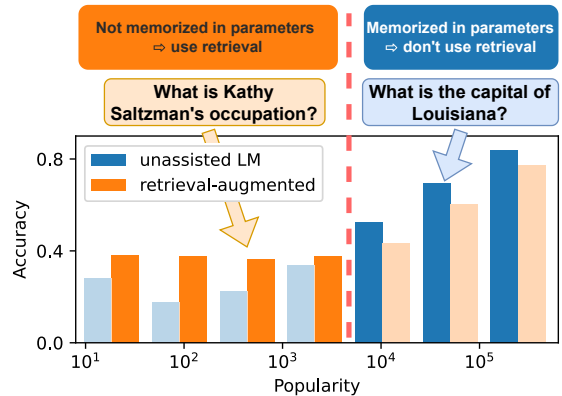 Not memorized in parameters
⇨ use retrieval
Memorized in parameters
⇨ don't use retrieval
What is Kathy
Saltzman's occupation?
What is the capital of
Louisiana?
unassisted LM
retrieval-augmented
Accuracy
0.8
0.4
0.0
10¹
10²
10³
10⁴
10⁵
Popularity